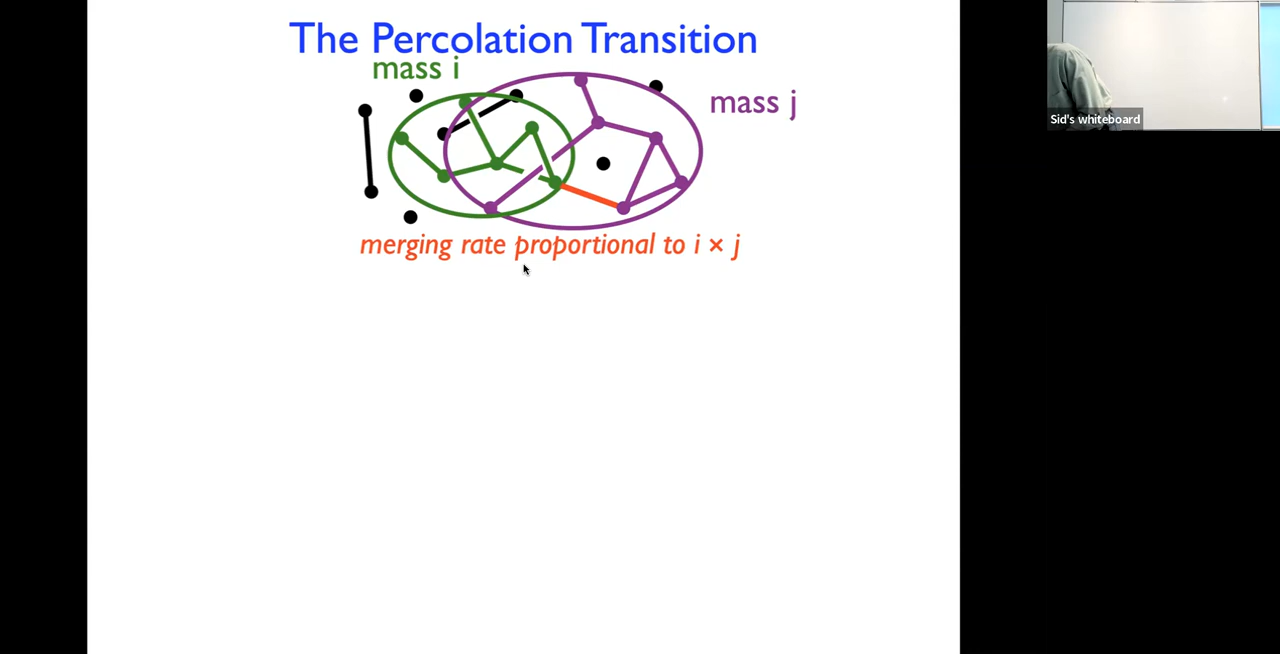 The Percolation Transition
mass i
mass j
merging rate proportional to i × j
Sid's whiteboard